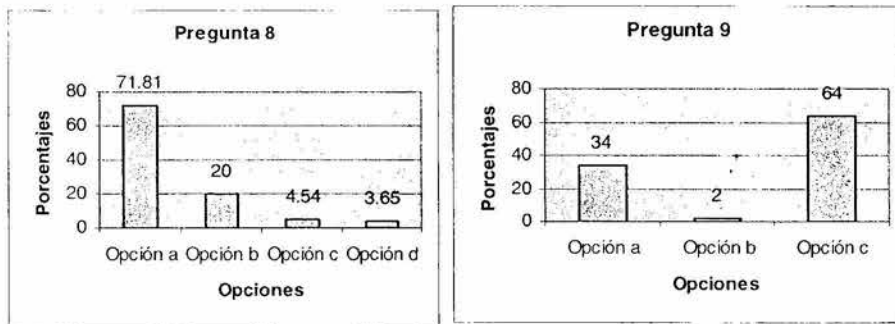 Pregunta 8
Porcentajes
80
60
40
20
0
71.81
20
4.54
3.65
Opción a Opción b Opción c Opción d
Opciones
Pregunta 9
Porcentajes
80
60
40
20
0
34
2
64
Opción a Opción b Opción c
Opciones